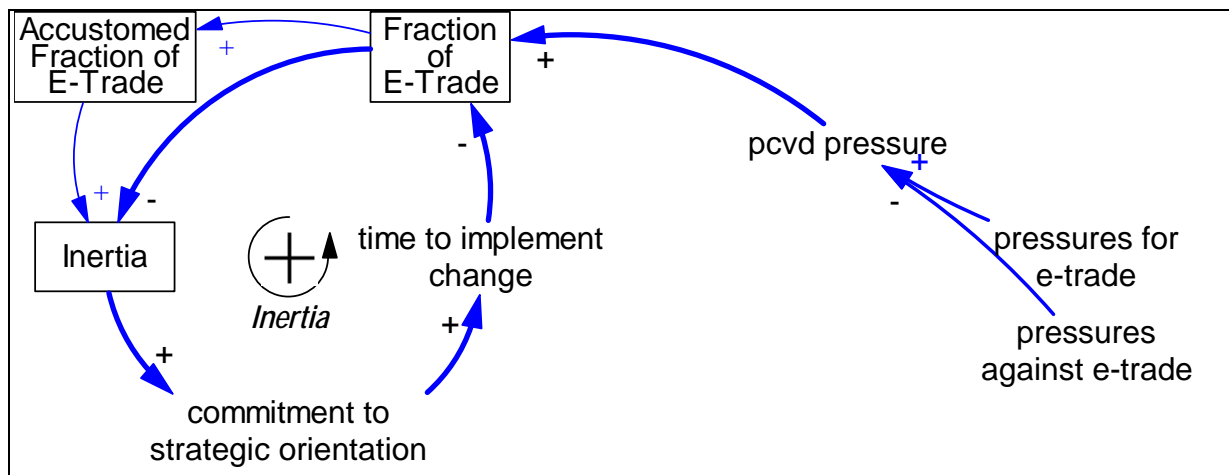 Accustomed
Fraction of
E-Trade
+
Fraction
of
E-Trade
+
-
pcvd pressure
+
-
+
-
Inertia
+
Inertia
time to implement
change
pressures for
e-trade
+
+
pressures
against e-trade
commitment to
strategic orientation